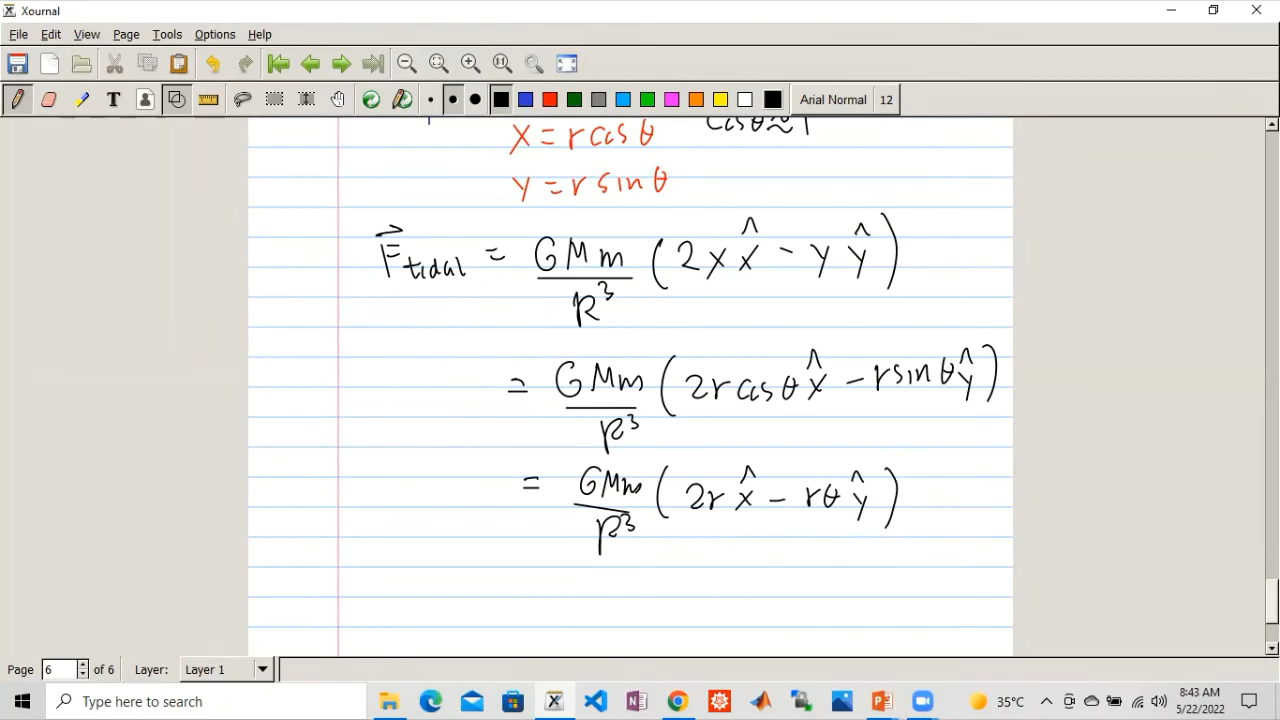 Xournal
File Edit View Page Tools Options Help
Arial Normal 12
cos θ ≈ 1
x = r cos θ
y = r sin θ
F⃗tidal = GMm/R³ (2x x̂ - y ŷ)
= GMm/R³ (2r cos θ x̂ - r sin θ ŷ)
= GMm/R³ (2r x̂ - rθ ŷ)
Page 6 of 6 Layer: Layer 1
Type here to search
35°C
8:43 AM
5/22/2022